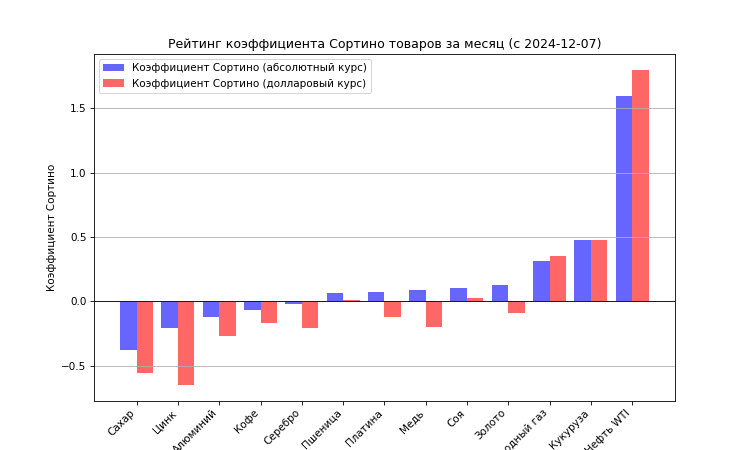 Рейтинг коэффициента Сортино товаров за месяц (с 2024-12-07)
Коэффициент Сортино (абсолютный курс)
Коэффициент Сортино (долларовый курс)
Коэффициент Сортино
1.5
1.0
0.5
0.0
−0.5
Сахар
Цинк
Алюминий
Кофе
Серебро
Пшеница
Платина
Медь
Соя
Золото
одный газ
Кукуруза
Нефть WTI